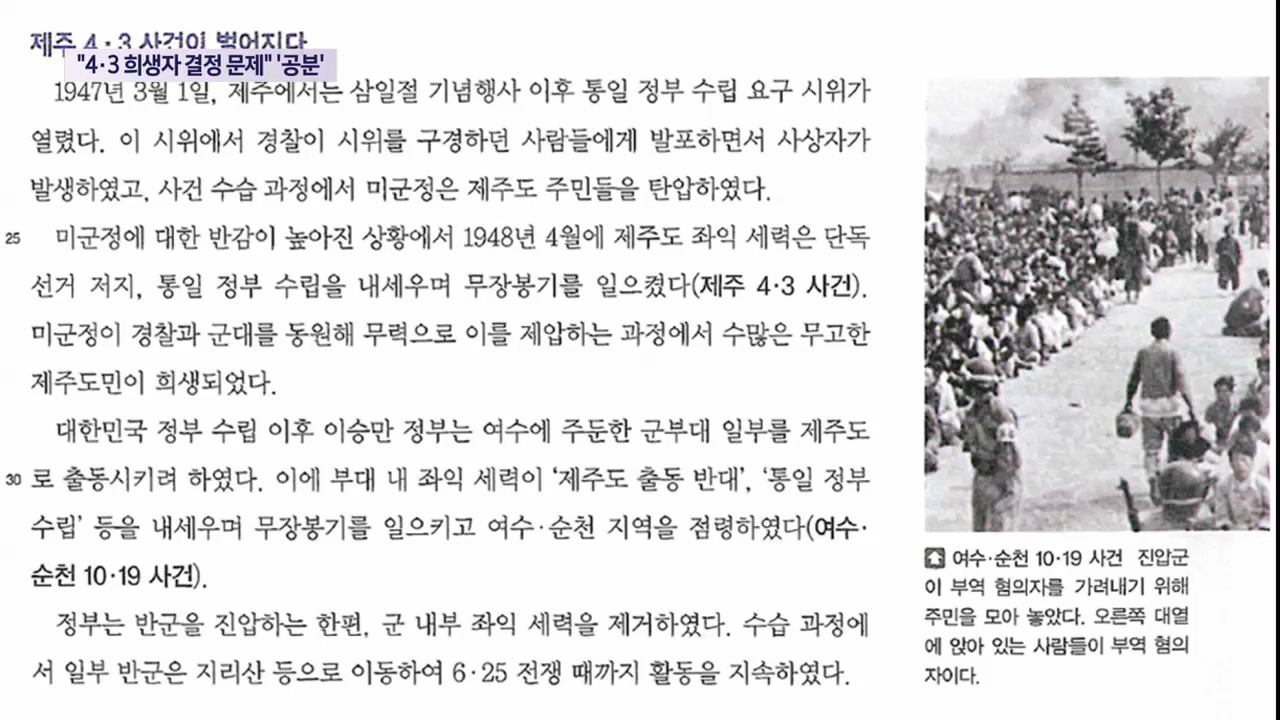 제주 4·3 사건이 벌어지다
"4·3 희생자 결정 문제" '공분'
1947년 3월 1일, 제주에서는 삼일절 기념행사 이후 통일 정부 수립 요구 시위가
열렸다. 이 시위에서 경찰이 시위를 구경하던 사람들에게 발포하면서 사상자가
발생하였고, 사건 수습 과정에서 미군정은 제주도 주민들을 탄압하였다.
25 미군정에 대한 반감이 높아진 상황에서 1948년 4월에 제주도 좌익 세력은 단독
선거 저지, 통일 정부 수립을 내세우며 무장봉기를 일으켰다(제주 4·3 사건).
미군정이 경찰과 군대를 동원해 무력으로 이를 제압하는 과정에서 수많은 무고한
제주도민이 희생되었다.
대한민국 정부 수립 이후 이승만 정부는 여수에 주둔한 군부대 일부를 제주도
30 로 출동시키려 하였다. 이에 부대 내 좌익 세력이 ‘제주도 출동 반대’, ‘통일 정부
수립’ 등을 내세우며 무장봉기를 일으키고 여수·순천 지역을 점령하였다(여수·
순천 10·19 사건).
정부는 반군을 진압하는 한편, 군 내부 좌익 세력을 제거하였다. 수습 과정에
서 일부 반군은 지리산 등으로 이동하여 6·25 전쟁 때까지 활동을 지속하였다.
여수·순천 10·19 사건 진압군
이 부역 혐의자를 가려내기 위해
주민을 모아 놓았다. 오른쪽 대열
에 앉아 있는 사람들이 부역 혐의
자이다.